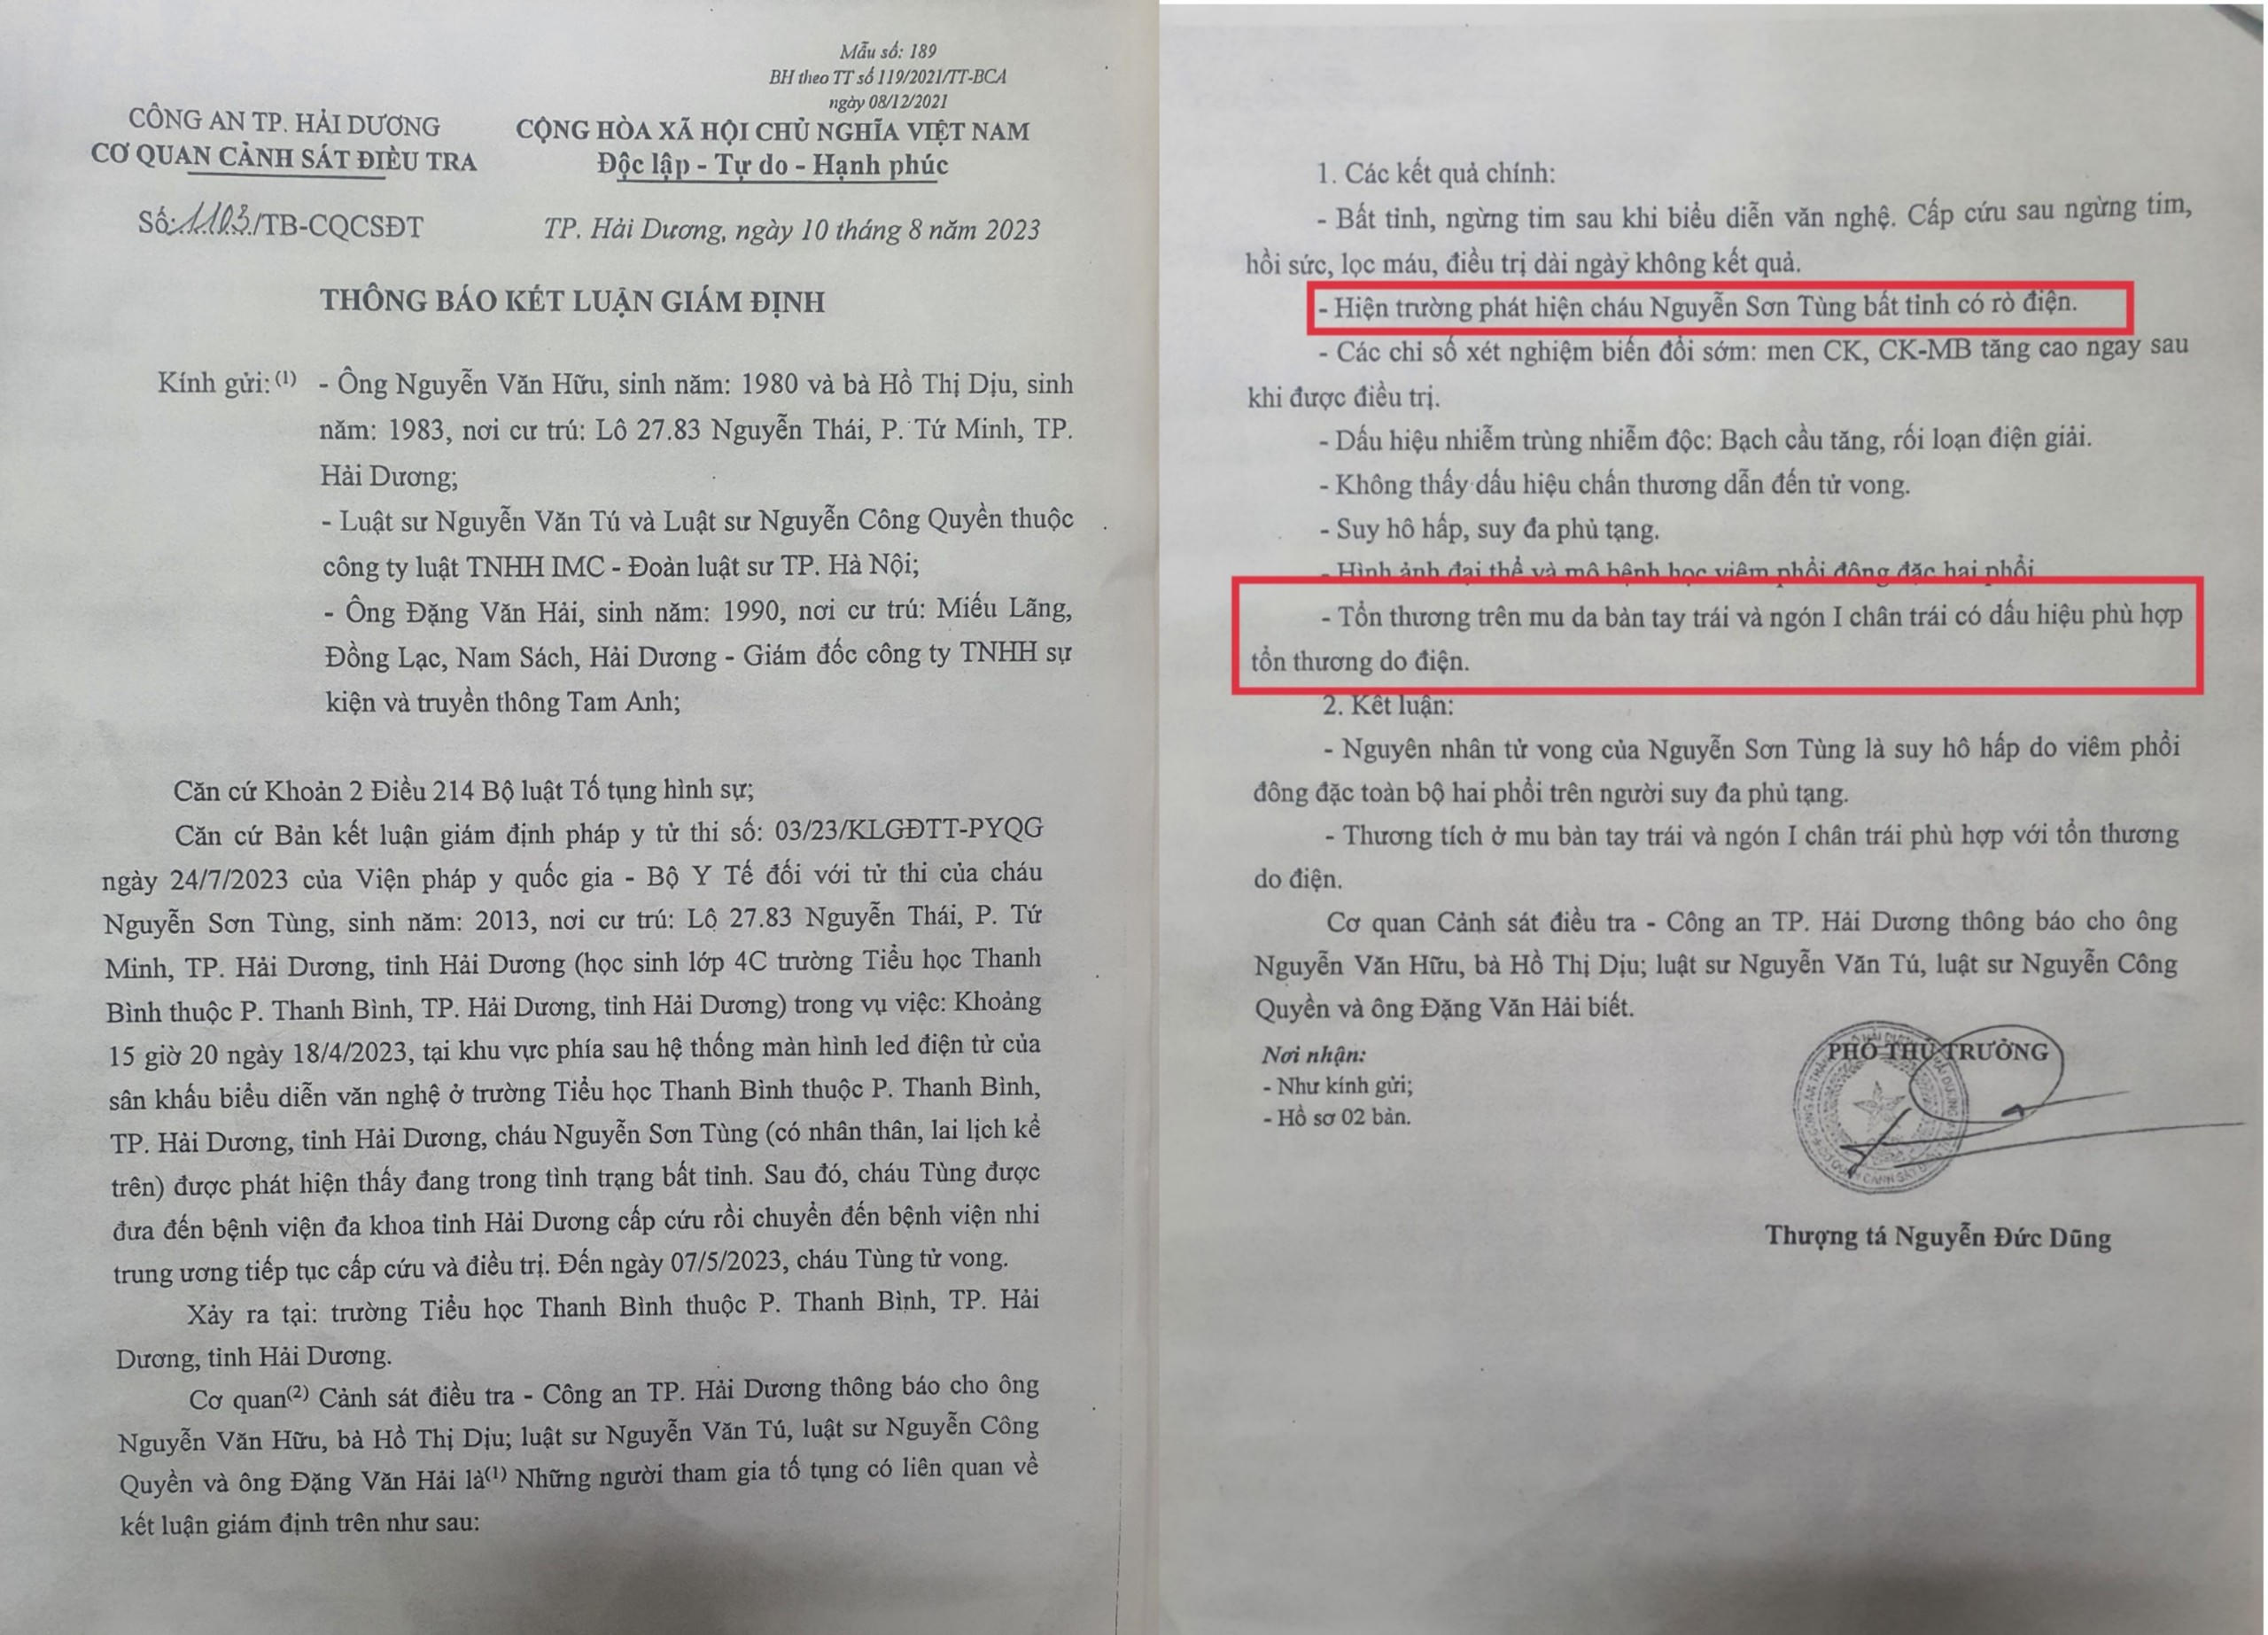 Mẫu số: 189
BH theo TT số 119/2021/TT-BCA
ngày 08/12/2021
CÔNG AN TP. HẢI DƯƠNG
CƠ QUAN CẢNH SÁT ĐIỀU TRA
CỘNG HÒA XÃ HỘI CHỦ NGHĨA VIỆT NAM
Độc lập - Tự do - Hạnh phúc
Số: 1103/TB-CQCSĐT
TP. Hải Dương, ngày 10 tháng 8 năm 2023
THÔNG BÁO KẾT LUẬN GIÁM ĐỊNH
Kính gửi:(1) - Ông Nguyễn Văn Hữu, sinh năm: 1980 và bà Hồ Thị Dịu, sinh
năm: 1983, nơi cư trú: Lô 27.83 Nguyễn Thái, P. Tứ Minh, TP.
Hải Dương;
- Luật sư Nguyễn Văn Tú và Luật sư Nguyễn Công Quyền thuộc
công ty luật TNHH IMC - Đoàn luật sư TP. Hà Nội;
- Ông Đặng Văn Hải, sinh năm: 1990, nơi cư trú: Miếu Lãng,
Đồng Lạc, Nam Sách, Hải Dương - Giám đốc công ty TNHH sự
kiện và truyền thông Tam Anh;
Căn cứ Khoản 2 Điều 214 Bộ luật Tố tụng hình sự;
Căn cứ Bản kết luận giám định pháp y tử thi số: 03/23/KLGĐTT-PYQG
ngày 24/7/2023 của Viện pháp y quốc gia - Bộ Y Tế đối với tử thi của cháu
Nguyễn Sơn Tùng, sinh năm: 2013, nơi cư trú: Lô 27.83 Nguyễn Thái, P. Tứ
Minh, TP. Hải Dương, tỉnh Hải Dương (học sinh lớp 4C trường Tiểu học Thanh
Bình thuộc P. Thanh Bình, TP. Hải Dương, tỉnh Hải Dương) trong vụ việc: Khoảng
15 giờ 20 ngày 18/4/2023, tại khu vực phía sau hệ thống màn hình led điện tử của
sân khấu biểu diễn văn nghệ ở trường Tiểu học Thanh Bình thuộc P. Thanh Bình,
TP. Hải Dương, tỉnh Hải Dương, cháu Nguyễn Sơn Tùng (có nhân thân, lai lịch kể
trên) được phát hiện thấy đang trong tình trạng bất tỉnh. Sau đó, cháu Tùng được
đưa đến bệnh viện đa khoa tỉnh Hải Dương cấp cứu rồi chuyển đến bệnh viện nhi
trung ương tiếp tục cấp cứu và điều trị. Đến ngày 07/5/2023, cháu Tùng tử vong.
Xảy ra tại: trường Tiểu học Thanh Bình thuộc P. Thanh Bình, TP. Hải
Dương, tỉnh Hải Dương.
Cơ quan(2) Cảnh sát điều tra - Công an TP. Hải Dương thông báo cho ông
Nguyễn Văn Hữu, bà Hồ Thị Dịu; luật sư Nguyễn Văn Tú, luật sư Nguyễn Công
Quyền và ông Đặng Văn Hải là(1) Những người tham gia tố tụng có liên quan về
kết luận giám định trên như sau:
1. Các kết quả chính:
- Bất tỉnh, ngừng tim sau khi biểu diễn văn nghệ. Cấp cứu sau ngừng tim,
hồi sức, lọc máu, điều trị dài ngày không kết quả.
- Hiện trường phát hiện cháu Nguyễn Sơn Tùng bất tỉnh có rò điện.
- Các chỉ số xét nghiệm biến đổi sớm: men CK, CK-MB tăng cao ngay sau
khi được điều trị.
- Dấu hiệu nhiễm trùng nhiễm độc: Bạch cầu tăng, rối loạn điện giải.
- Không thấy dấu hiệu chấn thương dẫn đến tử vong.
- Suy hô hấp, suy đa phủ tạng.
- Hình ảnh đại thể và mô bệnh học viêm phổi đông đặc hai phổi
- Tổn thương trên mu da bàn tay trái và ngón I chân trái có dấu hiệu phù hợp
tổn thương do điện.
2. Kết luận:
- Nguyên nhân tử vong của Nguyễn Sơn Tùng là suy hô hấp do viêm phổi
đông đặc toàn bộ hai phổi trên người suy đa phủ tạng.
- Thương tích ở mu bàn tay trái và ngón I chân trái phù hợp với tổn thương
do điện.
Cơ quan Cảnh sát điều tra - Công an TP. Hải Dương thông báo cho ông
Nguyễn Văn Hữu, bà Hồ Thị Dịu; luật sư Nguyễn Văn Tú, luật sư Nguyễn Công
Quyền và ông Đặng Văn Hải biết.
Nơi nhận:
- Như kính gửi;
- Hồ sơ 02 bản.
PHÓ THỦ TRƯỞNG
Thượng tá Nguyễn Đức Dũng